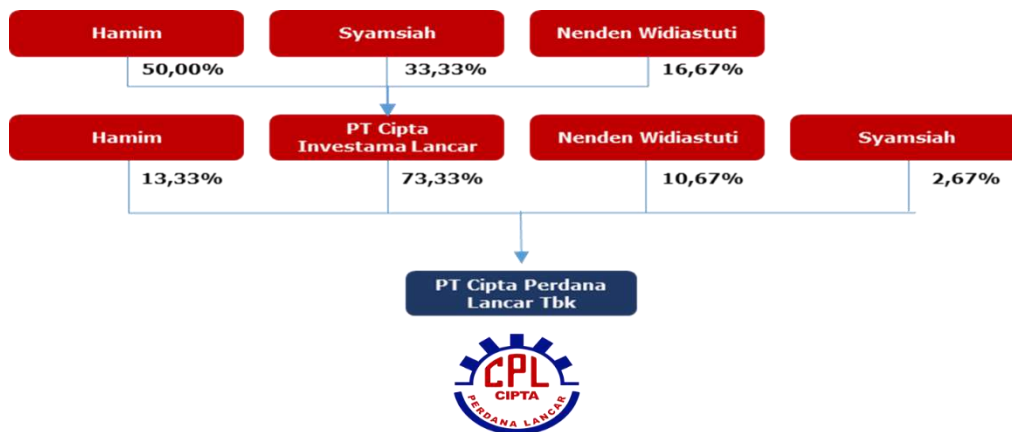 Hamim
Syamsiah
Nenden Widiastuti
50,00%
33,33%
16,67%
Hamim
PT Cipta
Investama Lancar
Nenden Widiastuti
Syamsiah
13,33%
73,33%
10,67%
2,67%
PT Cipta Perdana
Lancar Tbk
CPL
CIPTA
PERDANA LANCAR